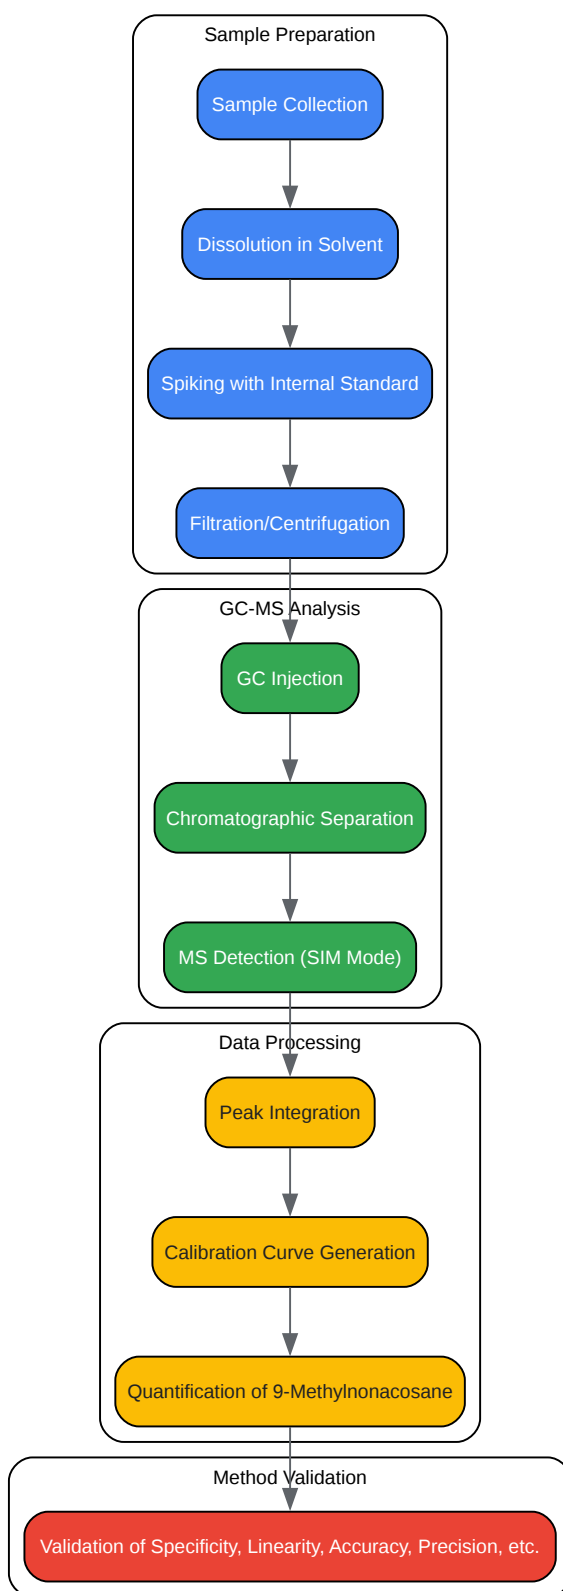 Sample Preparation
Sample Collection
Dissolution in Solvent
Spiking with Internal Standard
Filtration/Centrifugation
GC-MS Analysis
GC Injection
Chromatographic Separation
MS Detection (SIM Mode)
Data Processing
Peak Integration
Calibration Curve Generation
Quantification of 9-Methylnonacosane
Method Validation
Validation of Specificity, Linearity, Accuracy, Precision, etc.